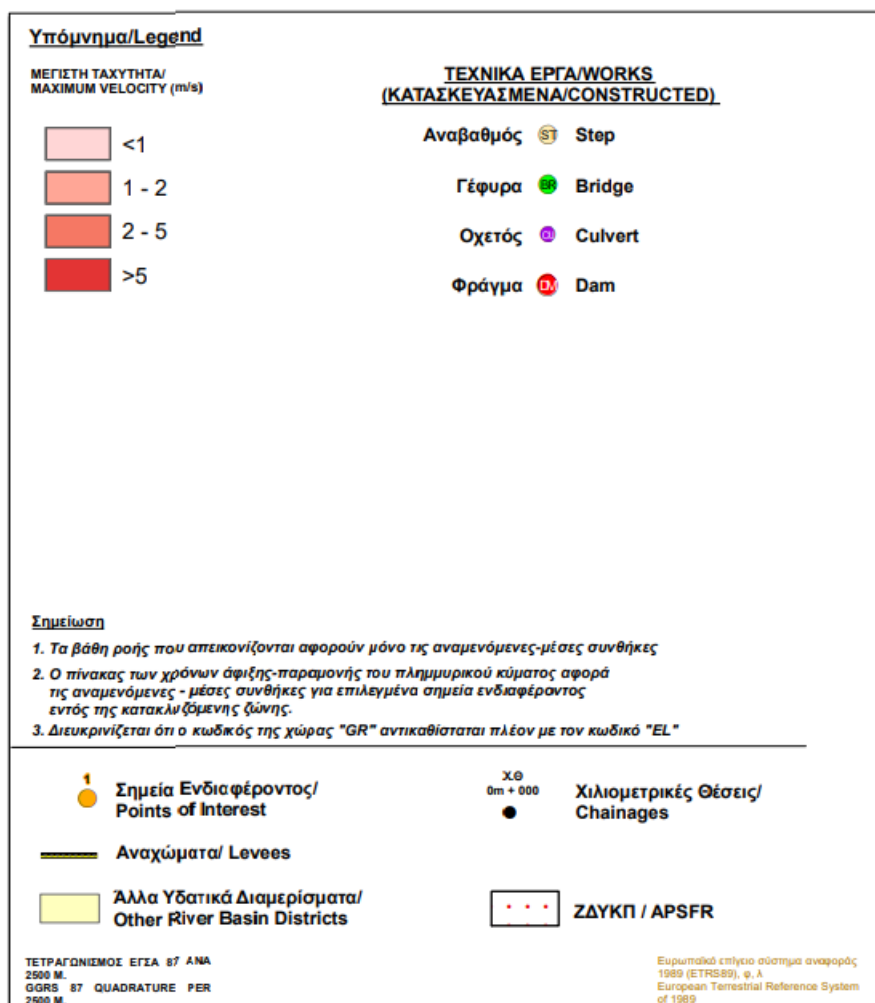 Υπόμνημα/Legend
ΜΕΓΙΣΤΗ ΤΑΧΥΤΗΤΑ/
MAXIMUM VELOCITY (m/s)
<1
1 - 2
2 - 5
>5
ΤΕΧΝΙΚΑ ΕΡΓΑ/WORKS
(ΚΑΤΑΣΚΕΥΑΣΜΕΝΑ/CONSTRUCTED)
Αναβαθμός ST Step
Γέφυρα BR Bridge
Οχετός CU Culvert
Φράγμα DM Dam
Σημείωση
1. Τα βάθη ροής που απεικονίζονται αφορούν μόνο τις αναμενόμενες-μέσες συνθήκες
2. Ο πίνακας των χρόνων άφιξης-παραμονής του πλημμυρικού κύματος αφορά
τις αναμενόμενες - μέσες συνθήκες για επιλεγμένα σημεία ενδιαφέροντος
εντός της κατακλυζόμενης ζώνης.
3. Διευκρινίζεται ότι ο κωδικός της χώρας "GR" αντικαθίσταται πλέον με τον κωδικό "EL"
1
Σημεία Ενδιαφέροντος/
Points of Interest
Χ.Θ
0m + 000
Χιλιομετρικές Θέσεις/
Chainages
Αναχώματα/ Levees
Άλλα Υδατικά Διαμερίσματα/
Other River Basin Districts
ΖΔΥΚΠ / APSFR
ΤΕΤΡΑΓΩΝΙΣΜΟΣ ΕΓΣΑ 87 ΑΝΑ
2500 Μ.
GGRS 87 QUADRATURE PER
2500 M.
Ευρωπαϊκό επίγειο σύστημα αναφοράς
1989 (ETRS89), φ, λ
European Terrestrial Reference System
of 1989